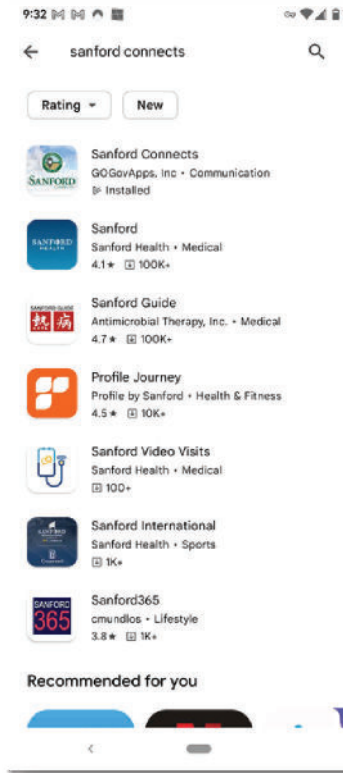 9:32
sanford connects
Rating
New
SANFORD
Sanford Connects
GOGovApps, Inc • Communication
Installed
SANFORD
HEALTH
Sanford
Sanford Health • Medical
4.1★ 100K+
SANFORD GUIDE
热病
Sanford Guide
Antimicrobial Therapy, Inc. • Medical
4.7★ 100K+
Profile Journey
Profile by Sanford • Health & Fitness
4.5★ 10K+
Sanford Video Visits
Sanford Health • Medical
100+
SANFORD
Sanford International
Sanford Health • Sports
1K+
SANFORD
365
Sanford365
cmundlos • Lifestyle
3.8★ 1K+
Recommended for you